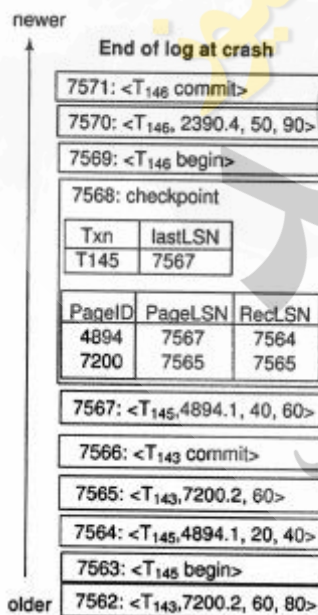 newer
End of log at crash
7571: <T146 commit>
7570: <T146, 2390.4, 50, 90>
7569: <T146 begin>
7568: checkpoint
Txn lastLSN
T145 7567
PageID PageLSN RecLSN
4894 7567 7564
7200 7565 7565
7567: <T145,4894.1, 40, 60>
7566: <T143 commit>
7565: <T143,7200.2, 60>
7564: <T145,4894.1, 20, 40>
7563: <T145 begin>
older 7562: <T143,7200.2, 60, 80>